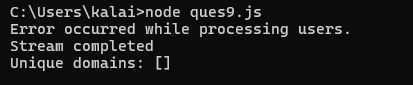 C:\Users\kalai>node ques9.js
Error occurred while processing users.
Stream completed
Unique domains: []